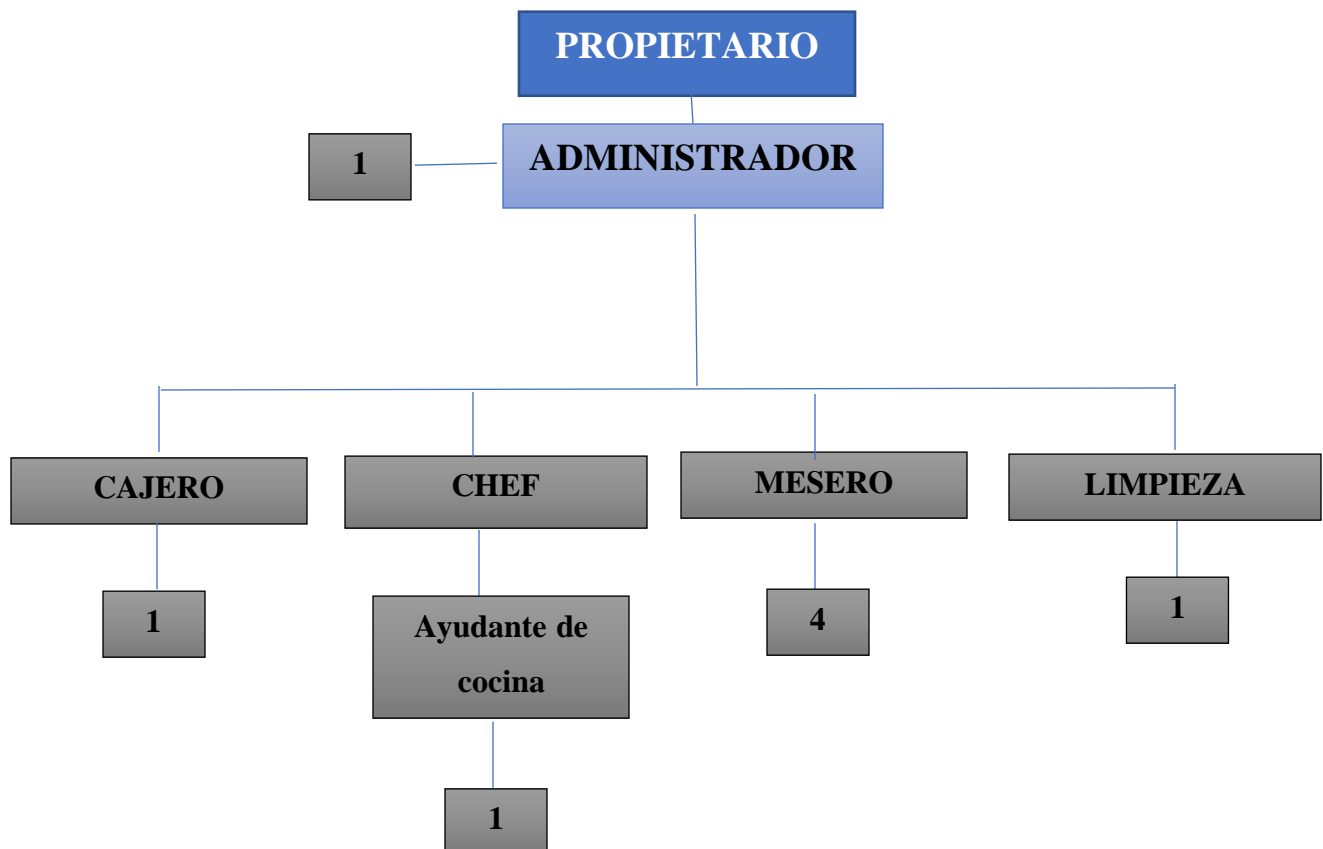 PROPIETARIO
1
ADMINISTRADOR
CAJERO
CHEF
MESERO
LIMPIEZA
1
Ayudante de
cocina
4
1
1